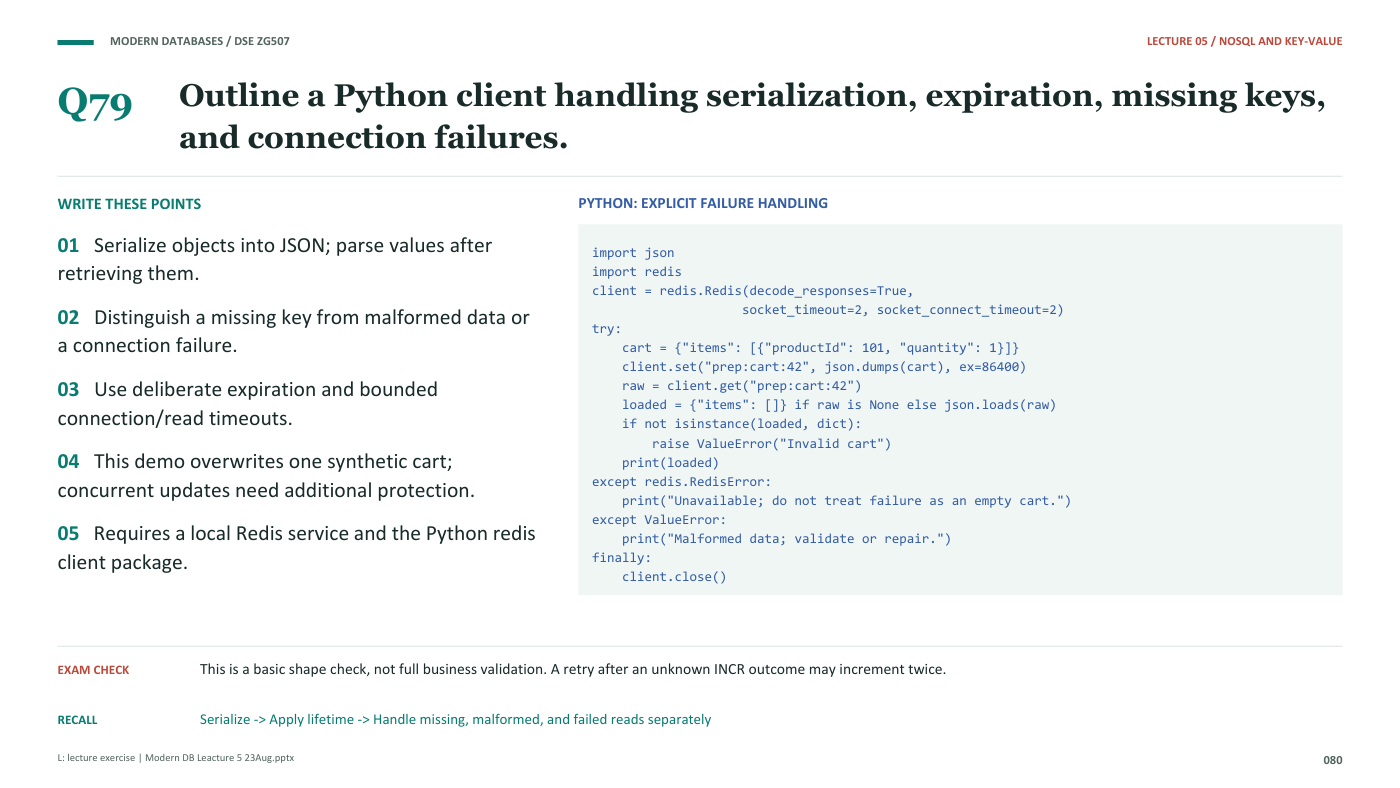 MODERN DATABASES / DSE ZG507
LECTURE 05 / NOSQL AND KEY-VALUE
Q79
Outline a Python client handling serialization, expiration, missing keys,
and connection failures.
WRITE THESE POINTS
01 Serialize objects into JSON; parse values after
retrieving them.
02 Distinguish a missing key from malformed data or
a connection failure.
03 Use deliberate expiration and bounded
connection/read timeouts.
04 This demo overwrites one synthetic cart;
concurrent updates need additional protection.
05 Requires a local Redis service and the Python redis
client package.
PYTHON: EXPLICIT FAILURE HANDLING
import json
import redis
client = redis.Redis(decode_responses=True,
                    socket_timeout=2, socket_connect_timeout=2)
try:
    cart = {"items": [{"productId": 101, "quantity": 1}]}
    client.set("prep:cart:42", json.dumps(cart), ex=86400)
    raw = client.get("prep:cart:42")
    loaded = {"items": []} if raw is None else json.loads(raw)
    if not isinstance(loaded, dict):
        raise ValueError("Invalid cart")
    print(loaded)
except redis.RedisError:
    print("Unavailable; do not treat failure as an empty cart.")
except ValueError:
    print("Malformed data; validate or repair.")
finally:
    client.close()
EXAM CHECK
This is a basic shape check, not full business validation. A retry after an unknown INCR outcome may increment twice.
RECALL
Serialize -> Apply lifetime -> Handle missing, malformed, and failed reads separately
L: lecture exercise | Modern DB Leacture 5 23Aug.pptx
080